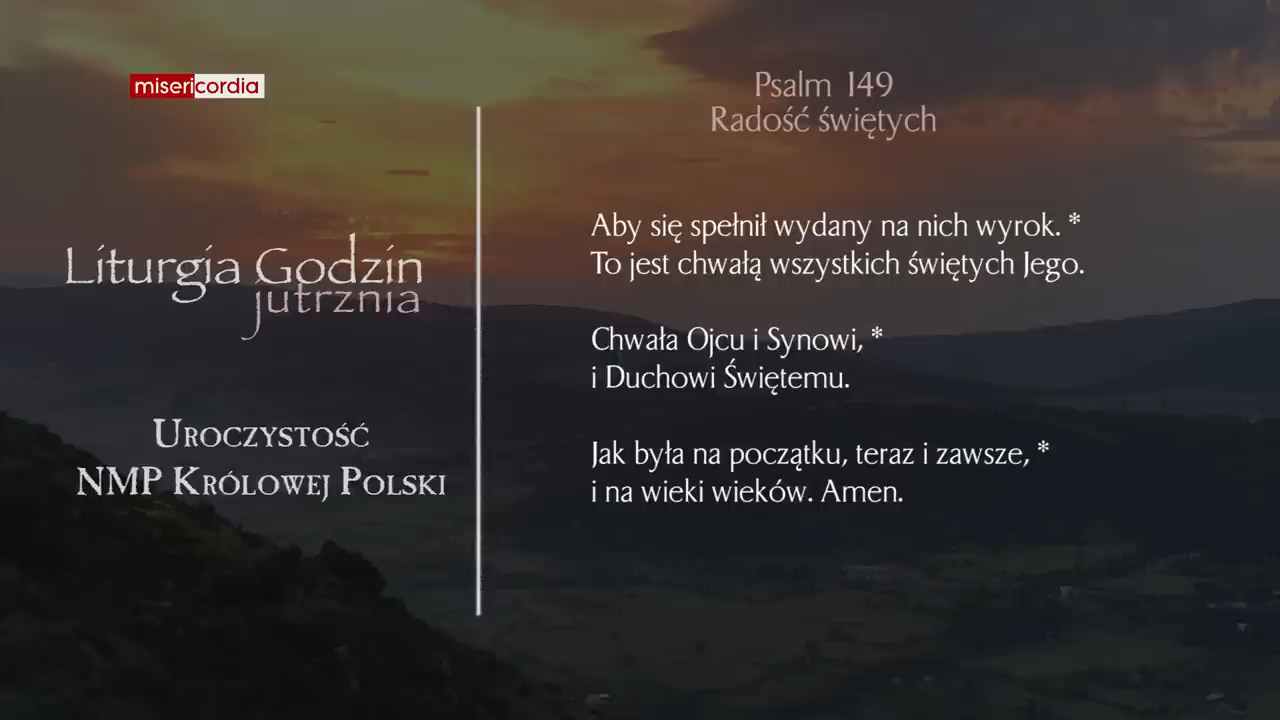 misericordia
Liturgia Godzin
jutrznia
Uroczystość
NMP Królowej Polski
Psalm 149
Radość świętych
Aby się spełnił wydany na nich wyrok. *
To jest chwałą wszystkich świętych Jego.
Chwała Ojcu i Synowi, *
i Duchowi Świętemu.
Jak była na początku, teraz i zawsze, *
i na wieki wieków. Amen.